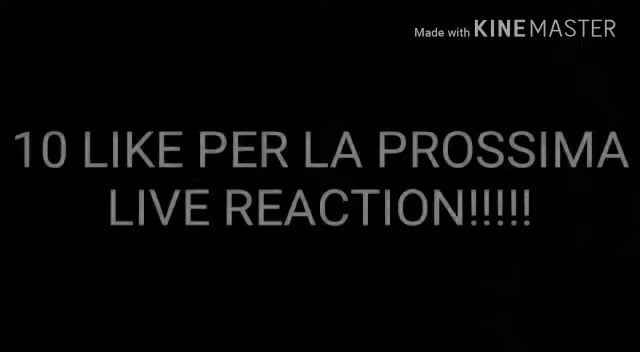 Made with KINEMASTER
10 LIKE PER LA PROSSIMA
LIVE REACTION!!!!!